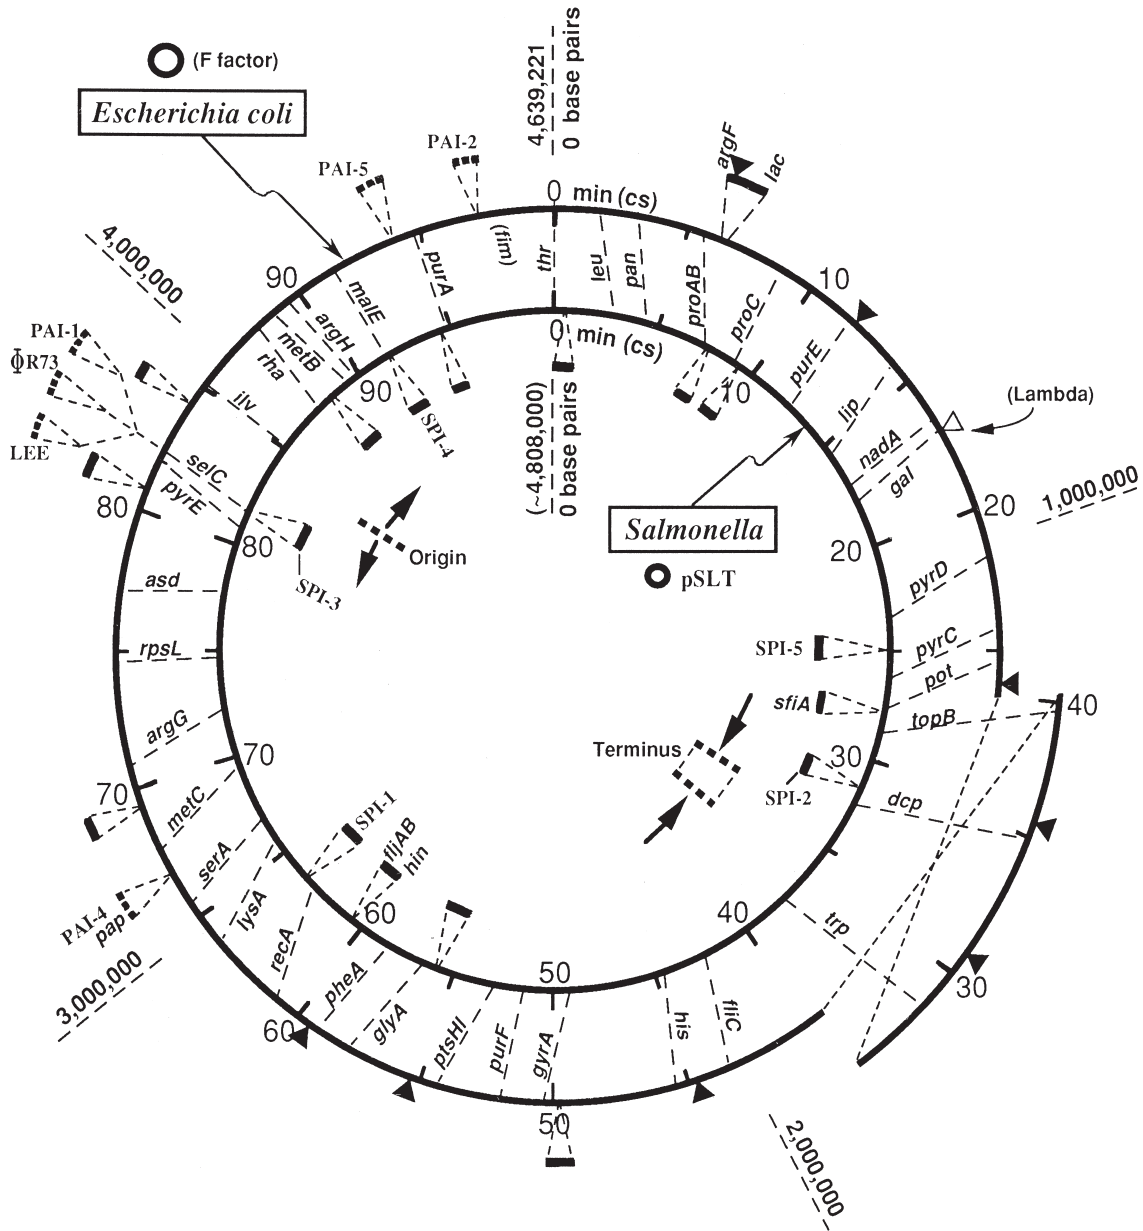 (F factor)
Escherichia coli
4,639,221
0 base pairs
PAI-5
PAI-2
argF
lac
0 min (cs)
4,000,000
90
malE
purA
(fim)
thr
leu
pan
proAB
proC
10
PAI-1
ΦR73
LEE
argH
metB
rha
ilv
90
0 min (cs)
10
purE
lip
nadA
gal
(Lambda)
SPI-4
(~4,808,000)
0 base pairs
selC
pyrE
80
80
20
1,000,000
Salmonella
pSLT
20
Origin
SPI-3
asd
rpsL
pyrD
pyrC
pot
topB
SPI-5
sfiA
40
argG
70
70
Terminus
30
SPI-2
dcp
metC
serA
lysA
recA
SPI-1
fljAB
hin
60
PAI-4
pap
3,000,000
60
pheA
glyA
ptsHI
purF
gyrA
50
50
his
fliC
40
trp
30
2,000,000